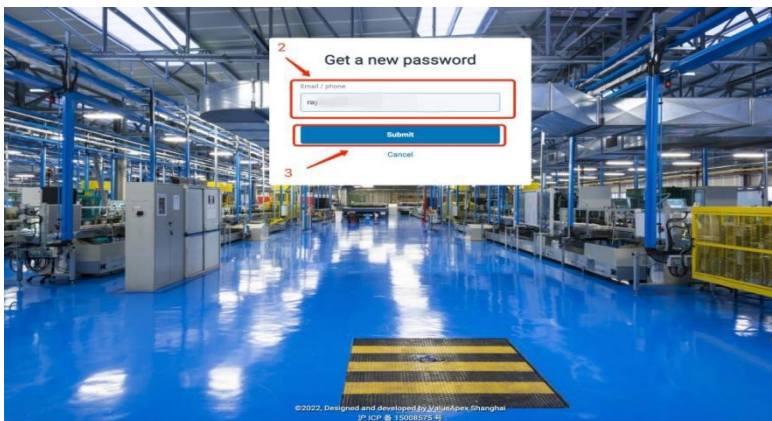 2
Get a new password
Email / phone
ray
Submit
Cancel
3
©2022, Designed and developed by ValueApex,Shanghai
沪 ICP 备 15008575 号